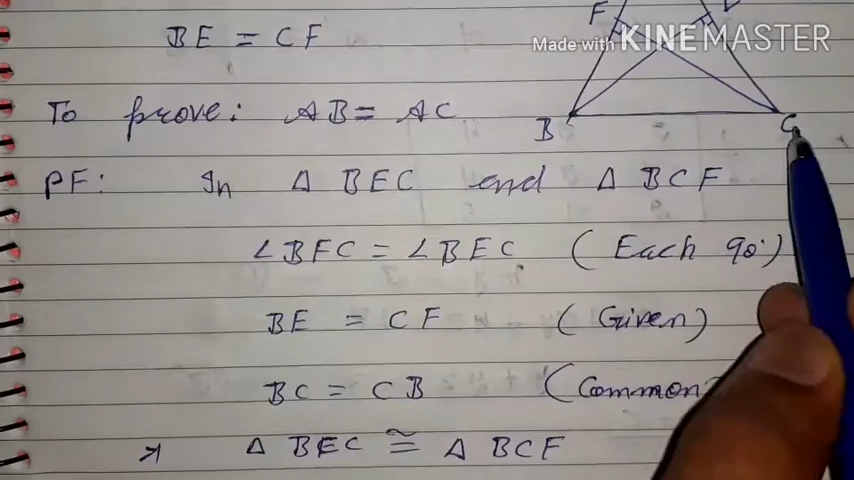 F
Made with KINEMASTER
BE = CF
To prove: AB = AC
B
C
PF: In Δ BEC and Δ BCF
∠BFC = ∠BEC (Each 90°)
BE = CF (Given)
BC = CB (Common
Δ BEC ≅ Δ BCF